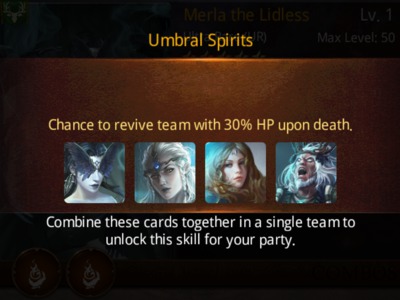 Merla the Lidless Lv. 1
Umbral Spirits
Max Level: 50
Chance to revive team with 30% HP upon death.
Combine these cards together in a single team to
unlock this skill for your party.